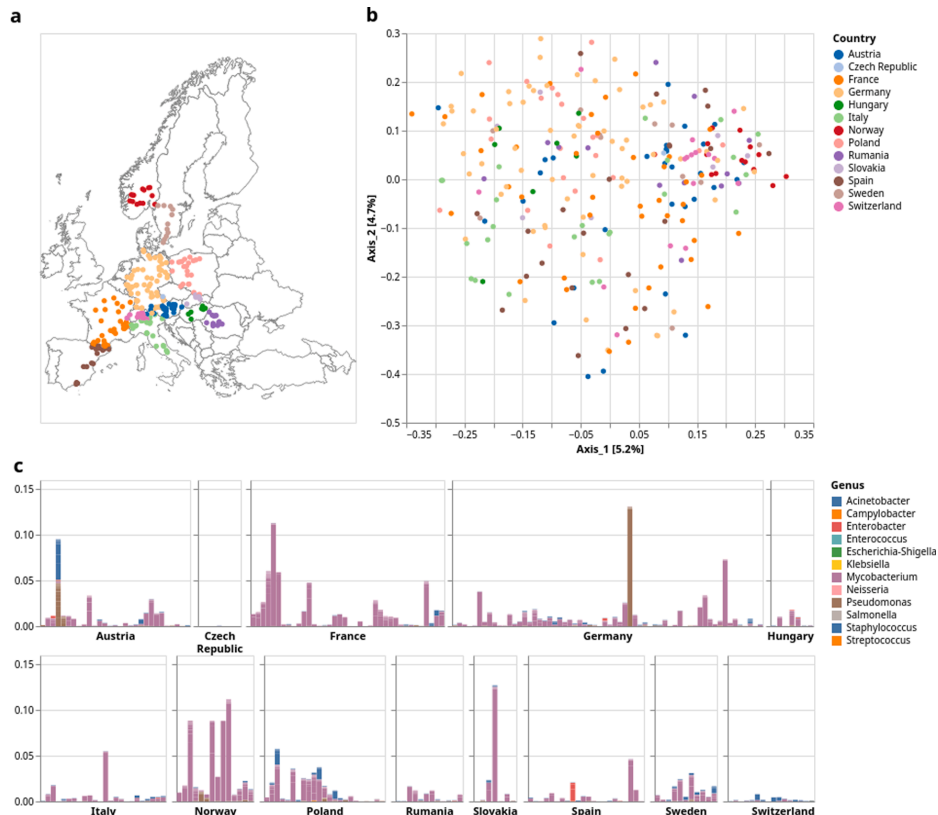 a
b
0.3
0.2
0.1
0.0
−0.1
−0.2
−0.3
−0.4
−0.5
Axis_2 [4.7%]
−0.35 −0.25 −0.15 −0.05 0.05 0.15 0.25 0.35
Axis_1 [5.2%]
Country
Austria
Czech Republic
France
Germany
Hungary
Italy
Norway
Poland
Rumania
Slovakia
Spain
Sweden
Switzerland
c
0.15
0.10
0.05
0.00
Austria Czech Republic France Germany Hungary
0.15
0.10
0.05
0.00
Italy Norway Poland Rumania Slovakia Spain Sweden Switzerland
Genus
Acinetobacter
Campylobacter
Enterobacter
Enterococcus
Escherichia-Shigella
Klebsiella
Mycobacterium
Neisseria
Pseudomonas
Salmonella
Staphylococcus
Streptococcus